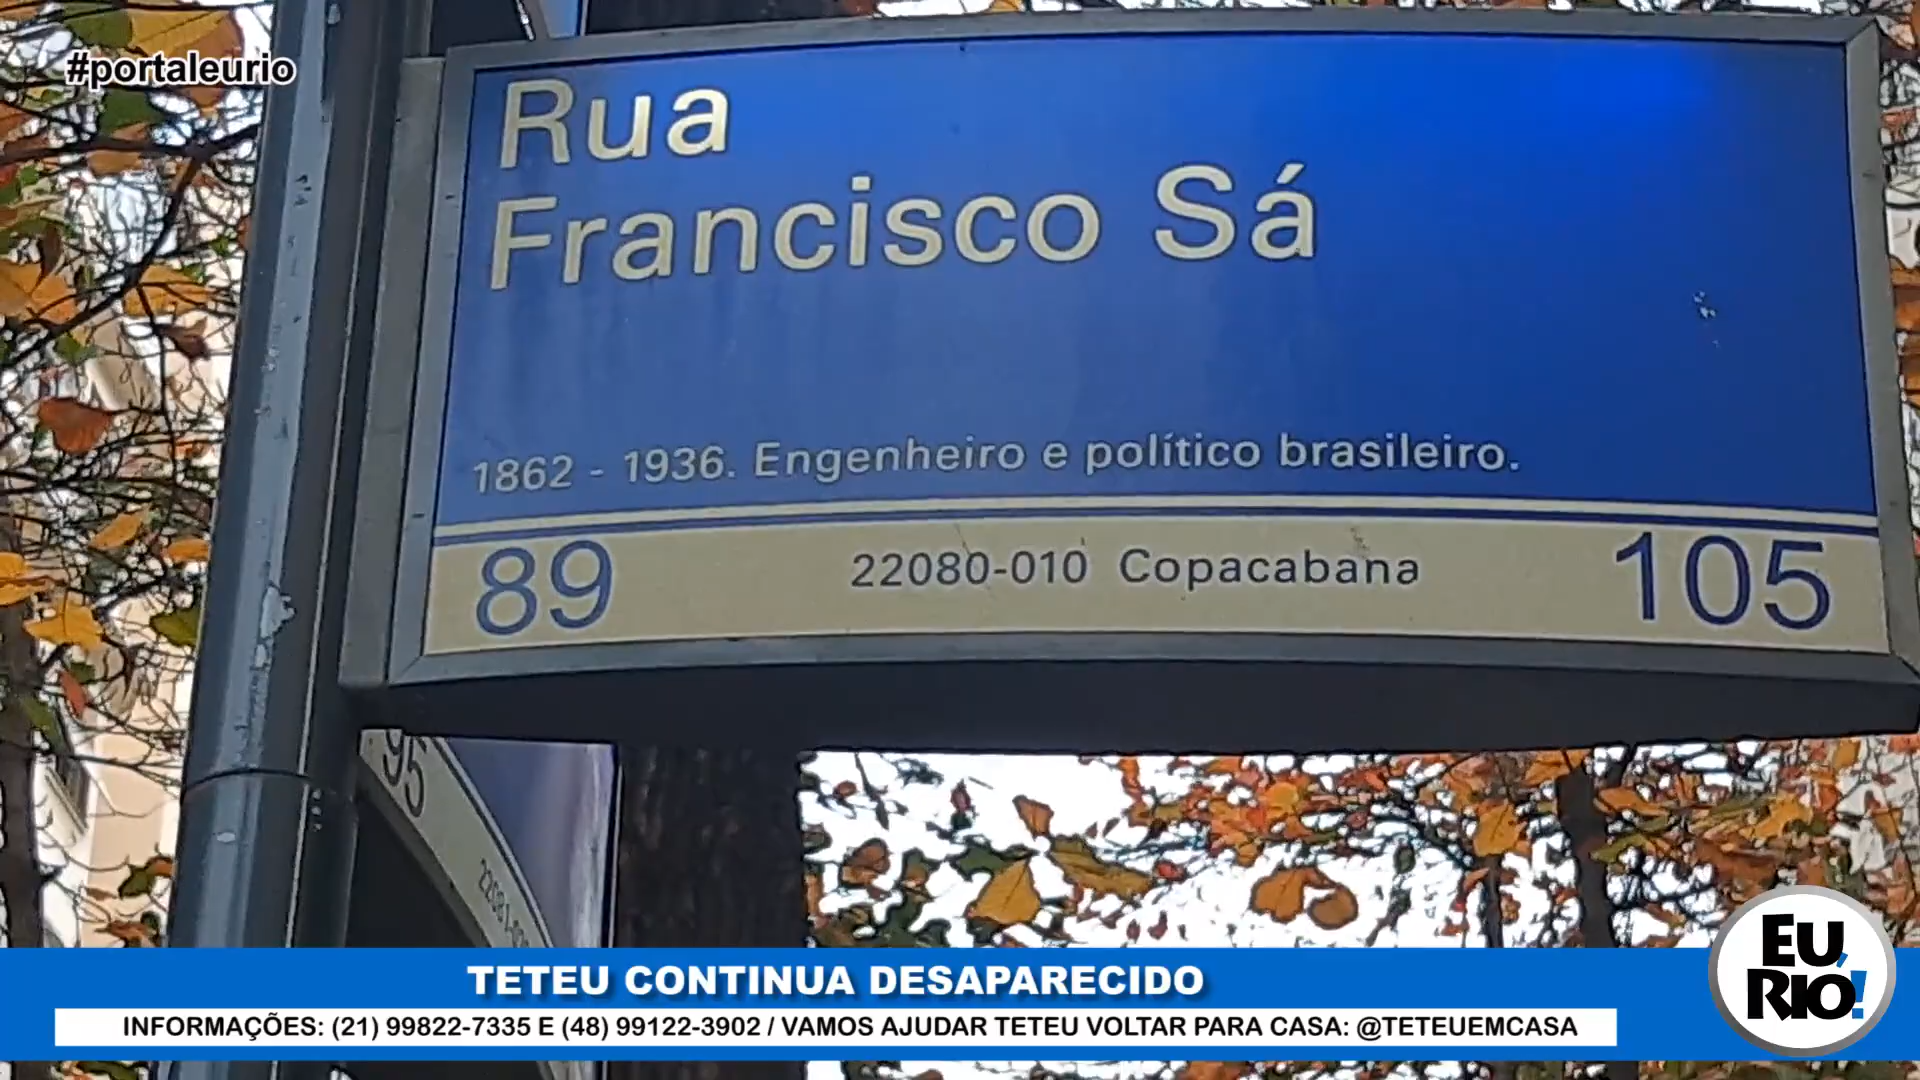 #portaleurio
Rua
Francisco Sá
1862 - 1936. Engenheiro e político brasileiro.
89 22080-010 Copacabana 105
95
TETEU CONTINUA DESAPARECIDO
INFORMAÇÕES: (21) 99822-7335 E (48) 99122-3902 / VAMOS AJUDAR TETEU VOLTAR PARA CASA: @TETEUEMCASA
EU,
RIO!